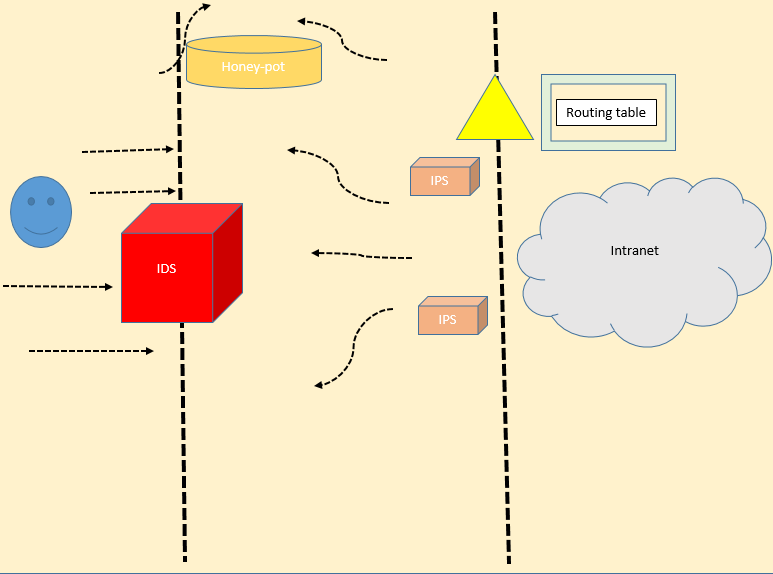 Honey-pot
Routing table
IPS
Intranet
IDS
IPS